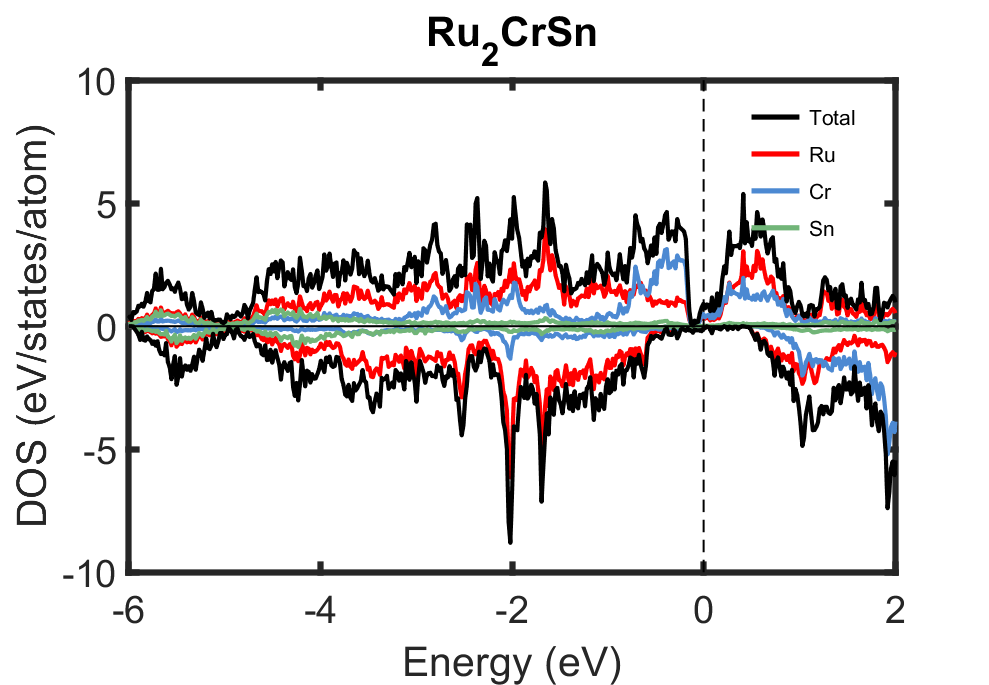 Ru2CrSn
10
5
0
-5
-10
DOS (eV/states/atom)
Total
Ru
Cr
Sn
-6 -4 -2 0 2
Energy (eV)